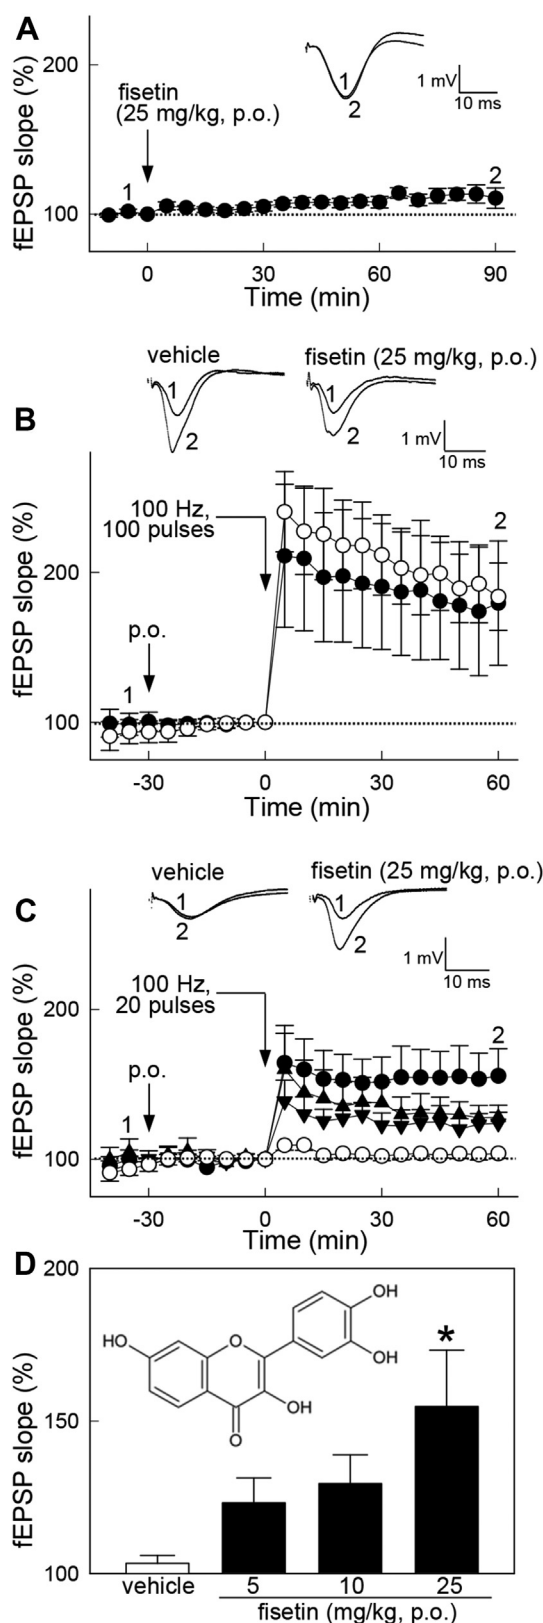 A
fEPSP slope (%)
200
100
fisetin
(25 mg/kg, p.o.)
1
2
1
2
1 mV
10 ms
0
30
60
90
Time (min)
B
vehicle
fisetin (25 mg/kg, p.o.)
1
2
1
2
1 mV
10 ms
fEPSP slope (%)
200
100
100 Hz,
100 pulses
p.o.
1
2
-30
0
30
60
Time (min)
C
vehicle
fisetin (25 mg/kg, p.o.)
1
2
1
2
1 mV
10 ms
fEPSP slope (%)
200
100
100 Hz,
20 pulses
p.o.
1
2
-30
0
30
60
Time (min)
D
fEPSP slope (%)
200
150
100
HO
O
OH
OH
OH
O
*
vehicle
5
10
25
fisetin (mg/kg, p.o.)